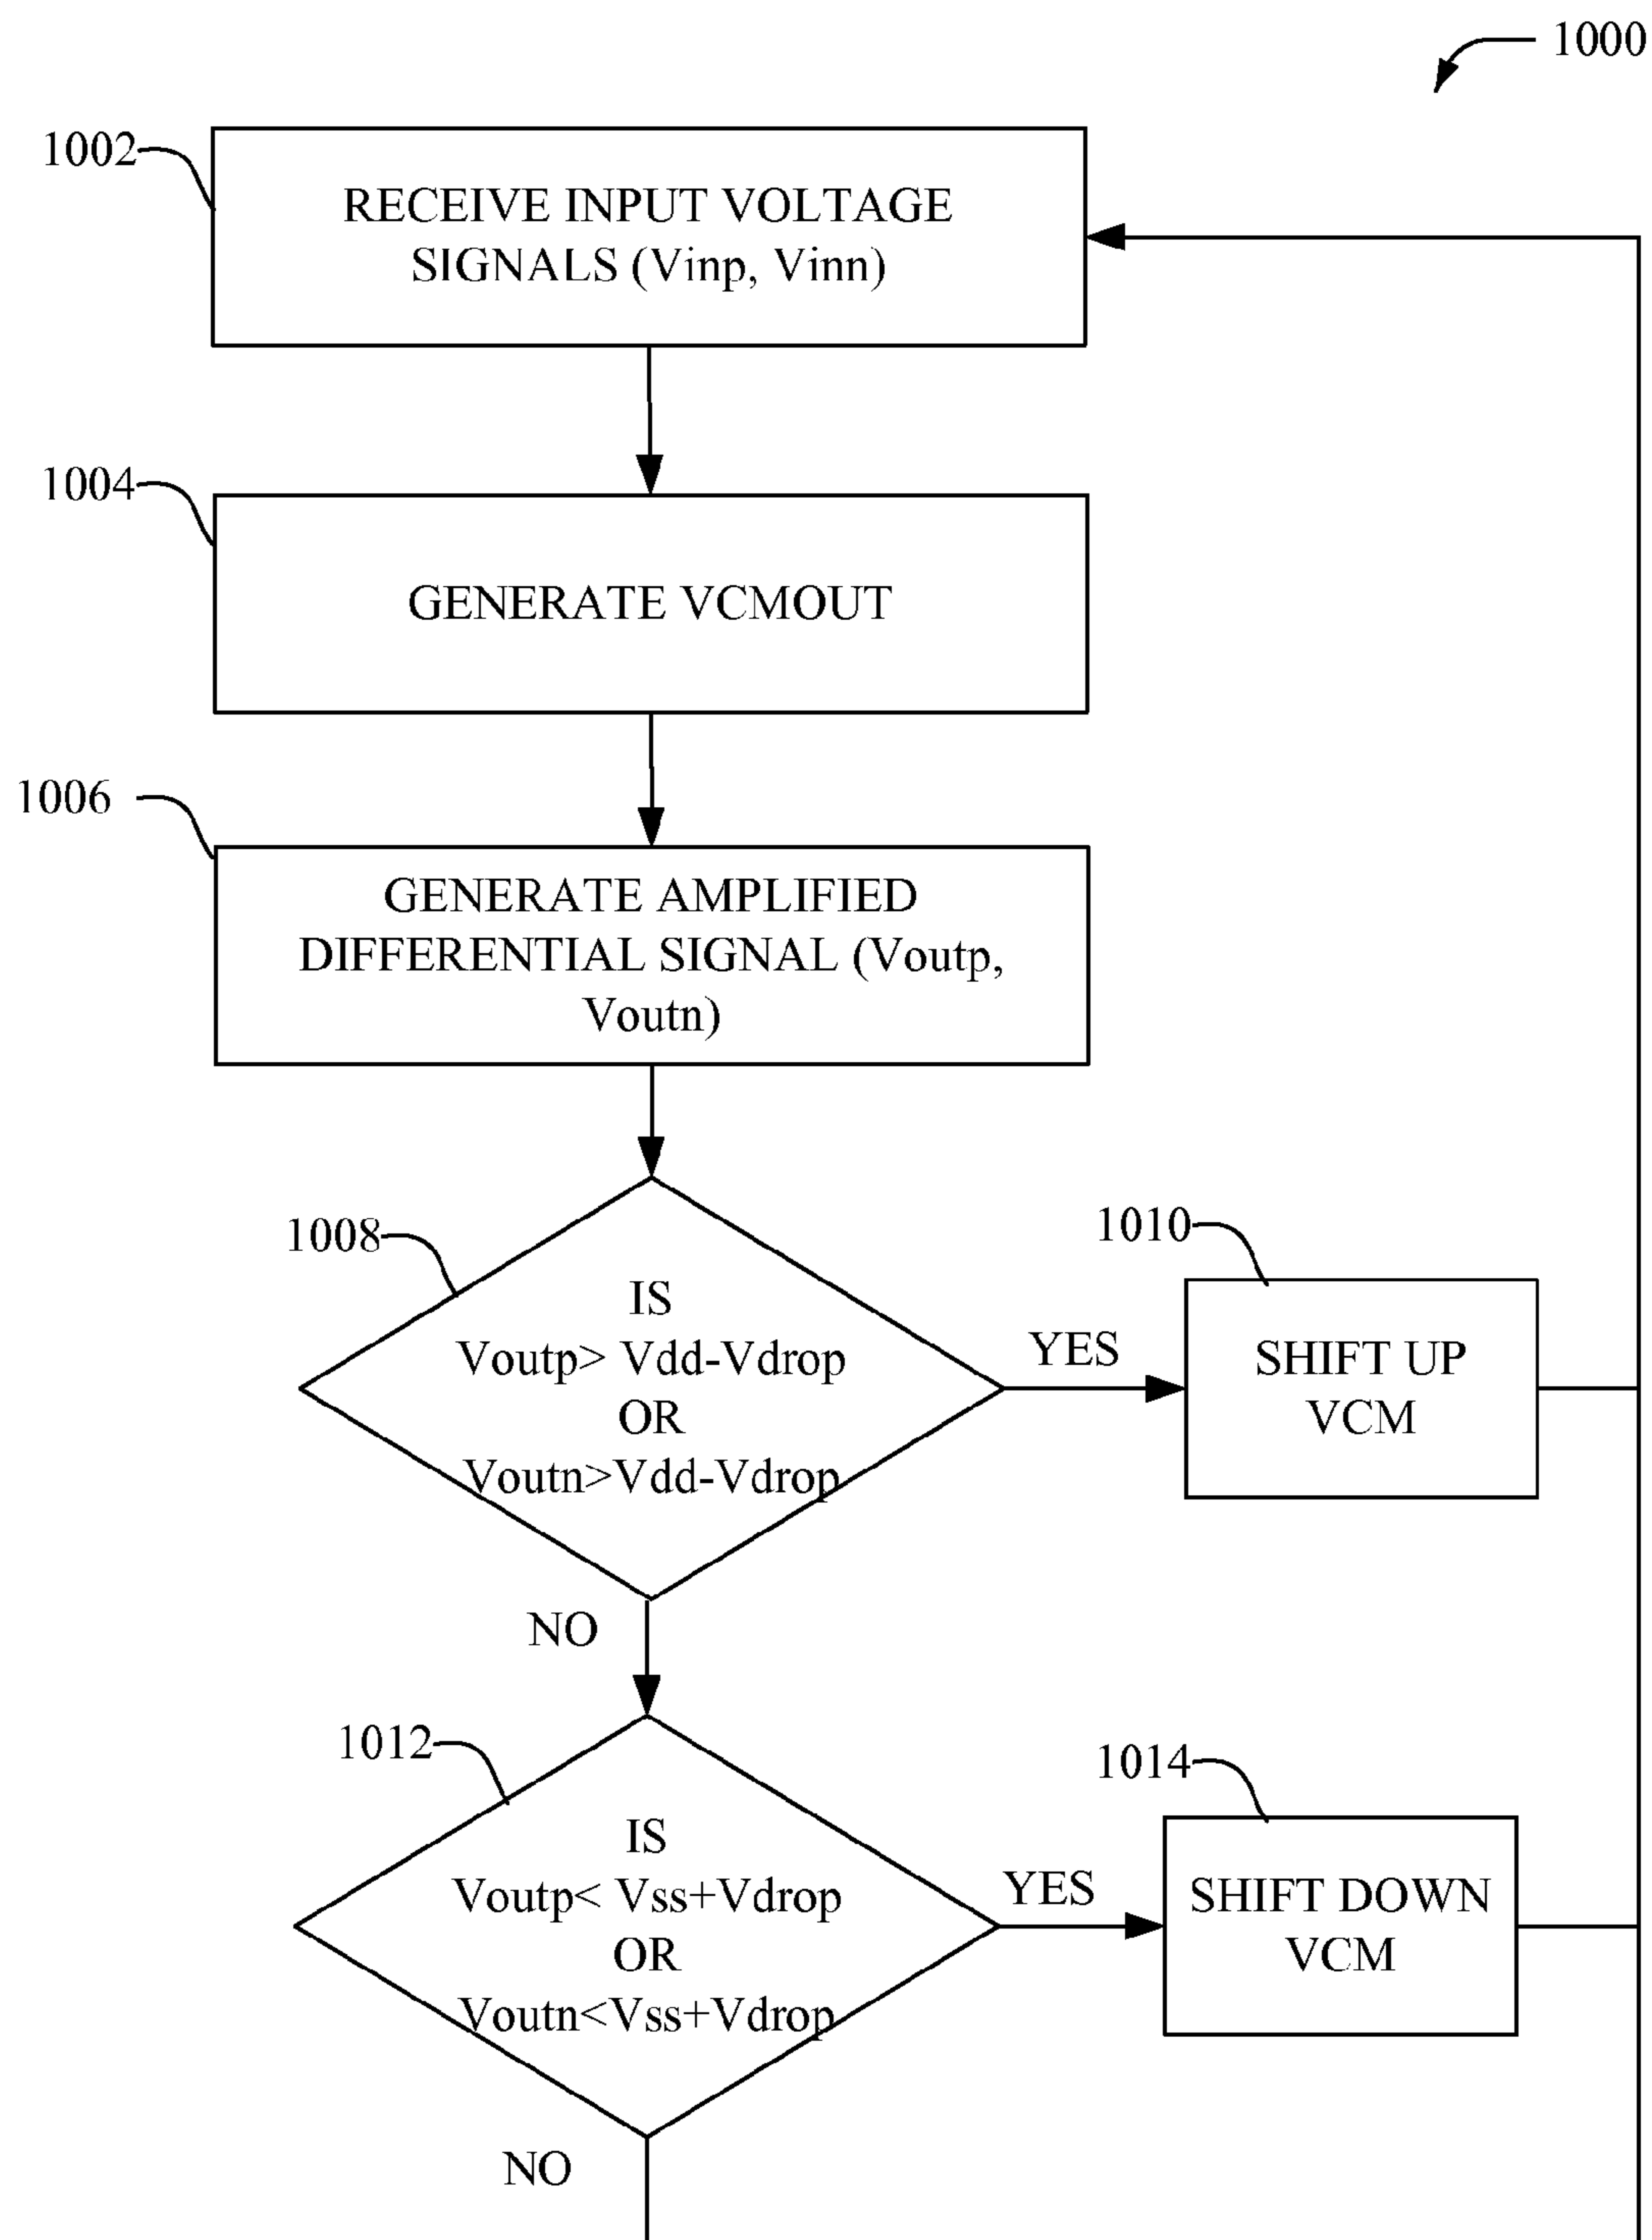 1000
1002
RECEIVE INPUT VOLTAGE
SIGNALS (Vinp, Vinn)
1004
GENERATE VCMOUT
1006
GENERATE AMPLIFIED
DIFFERENTIAL SIGNAL (Voutp,
Voutn)
1008
IS
Voutp> Vdd-Vdrop
OR
Voutn>Vdd-Vdrop
YES
1010
SHIFT UP
VCM
NO
1012
IS
Voutp< Vss+Vdrop
OR
Voutn<Vss+Vdrop
YES
1014
SHIFT DOWN
VCM
NO